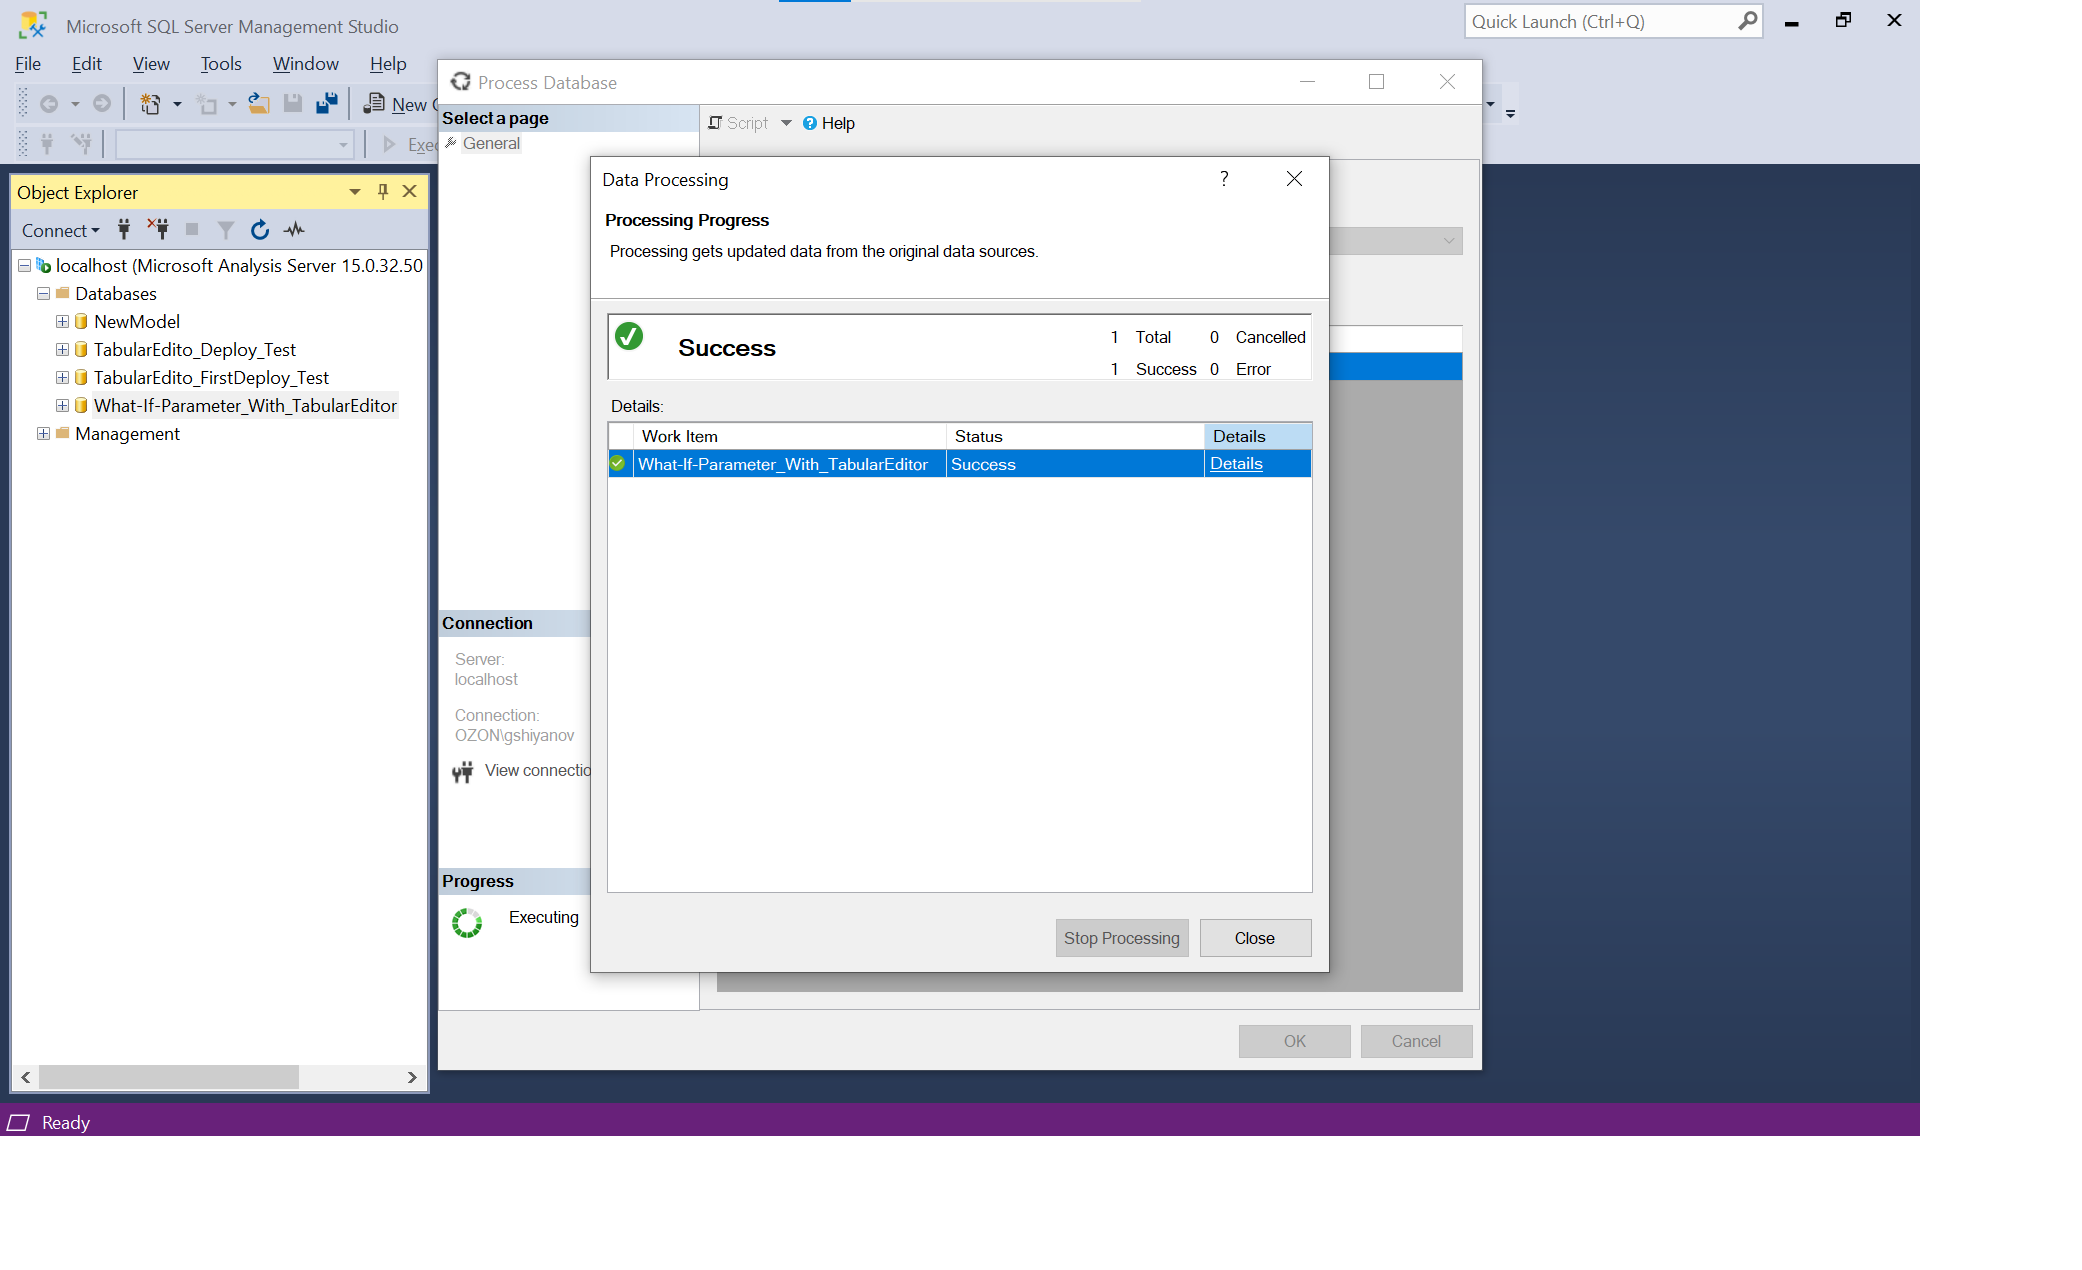 Microsoft SQL Server Management Studio
Quick Launch (Ctrl+Q)
File Edit View Tools Window Help
New
Process Database
Select a page
General
Script Help
Object Explorer
Connect
localhost (Microsoft Analysis Server 15.0.32.50
Databases
NewModel
TabularEdito_Deploy_Test
TabularEdito_FirstDeploy_Test
What-If-Parameter_With_TabularEditor
Management
Data Processing
?
Processing Progress
Processing gets updated data from the original data sources.
Success
1 Total 0 Cancelled
1 Success 0 Error
Details:
Work Item Status Details
What-If-Parameter_With_TabularEditor Success Details
Connection
Server:
localhost
Connection:
OZON\gshiyanov
View connectio
Progress
Executing
Stop Processing Close
OK Cancel
Ready